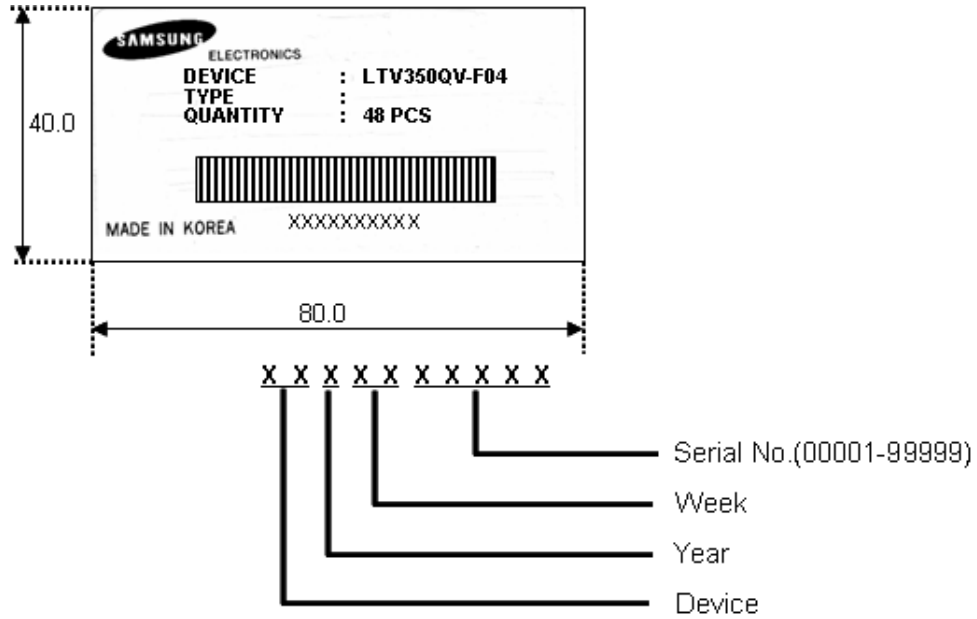 SAMSUNG
ELECTRONICS
DEVICE : LTV350QV-F04
TYPE :
QUANTITY : 48 PCS
MADE IN KOREA XXXXXXXXXX
40.0
80.0
X X X X X X X X X X
Serial No.(00001-99999)
Week
Year
Device